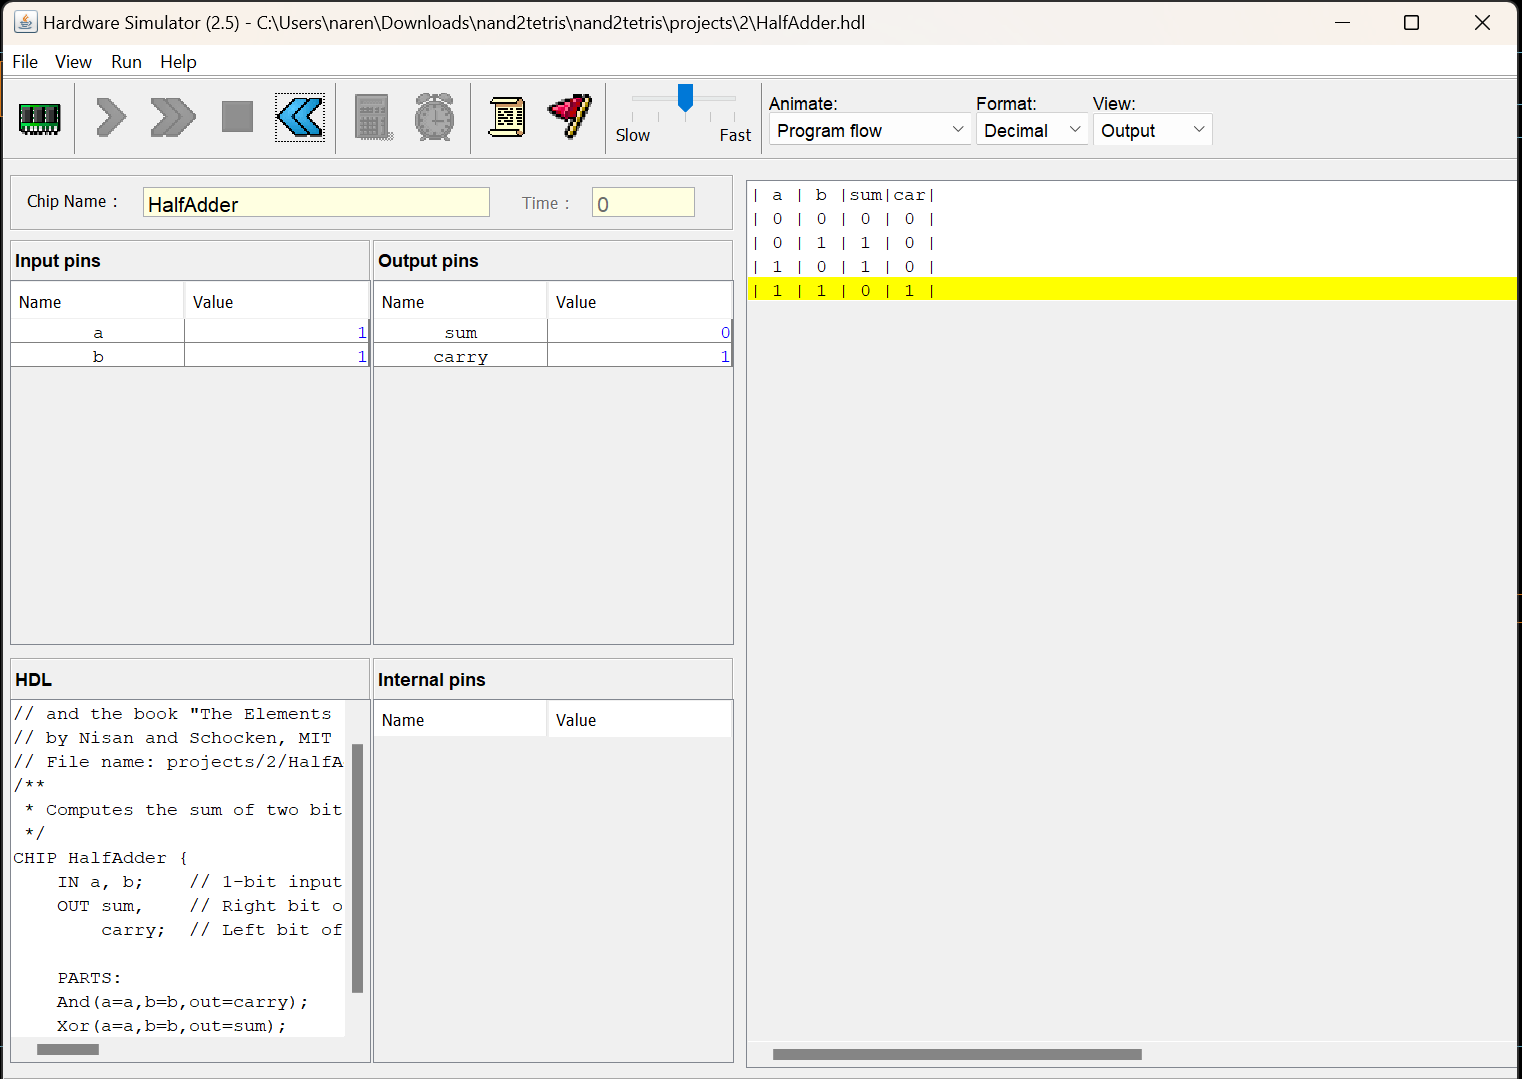 Hardware Simulator (2.5) - C:\Users\naren\Downloads\nand2tetris\nand2tetris\projects\2\HalfAdder.hdl
File View Run Help
Slow Fast
Animate: Format: View:
Program flow Decimal Output
Chip Name : HalfAdder Time : 0
Input pins
Name Value
a 1
b 1
Output pins
Name Value
sum 0
carry 1
| a | b |sum|car|
| 0 | 0 | 0 | 0 |
| 0 | 1 | 1 | 0 |
| 1 | 0 | 1 | 0 |
| 1 | 1 | 0 | 1 |
HDL
// and the book "The Elements
// by Nisan and Schocken, MIT
// File name: projects/2/HalfA
/**
 * Computes the sum of two bit
 */
CHIP HalfAdder {
    IN a, b;    // 1-bit input
    OUT sum,    // Right bit o
        carry;  // Left bit of
    PARTS:
    And(a=a,b=b,out=carry);
    Xor(a=a,b=b,out=sum);
Internal pins
Name Value